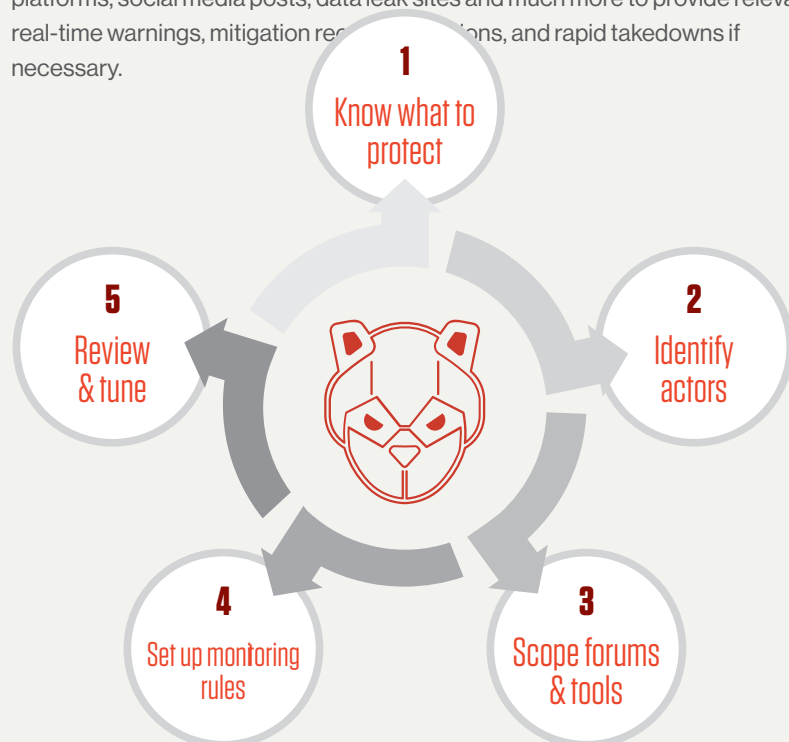 platforms, social media posts, data leak sites and much more to provide
real-time warnings, mitigation and rapid takedowns if
necessary.
1
Know what to
protect
2
Identify
actors
3
Scope forums
& tools
4
Set up monitoring
rules
5
Review
& tune